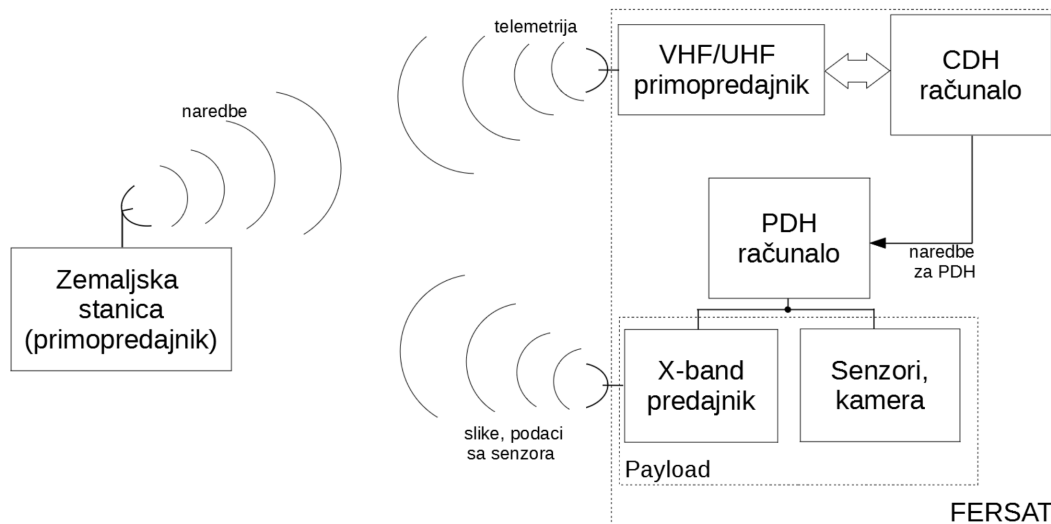 telemetrija
VHF/UHF
primopredajnik
CDH
računalo
naredbe
PDH
računalo
naredbe
za PDH
Zemaljska
stanica
(primopredajnik)
X-band
predajnik
Senzori,
kamera
slike, podaci
sa senzora
Payload
FERSAT